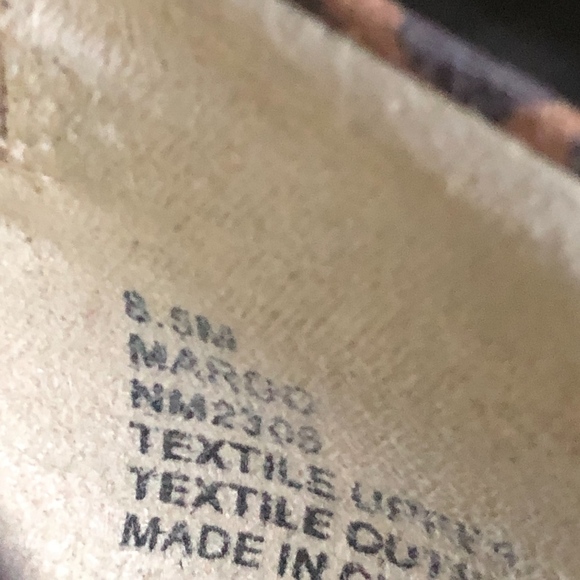 8.5M
MARGO
NM2308
TEXTILE UPPER
TEXTILE
MADE IN